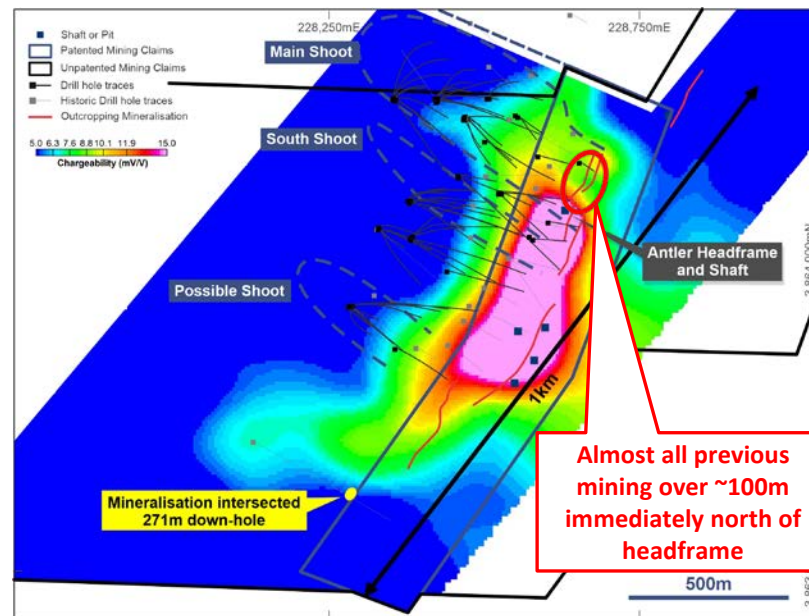 228,250mE
228,750mE
Shaft or Pit
Patented Mining Claims
Unpatented Mining Claims
Drill hole traces
Historic Drill hole traces
Outcropping Mineralisation
5.0 6.3 7.6 8.8 10.1 11.9 15.0
Chargeability (mV/V)
Main Shoot
South Shoot
Possible Shoot
Antler Headframe
and Shaft
3,864,000mN
1km
Mineralisation intersected
271m down-hole
Almost all previous
mining over ~100m
immediately north of
headframe
500m